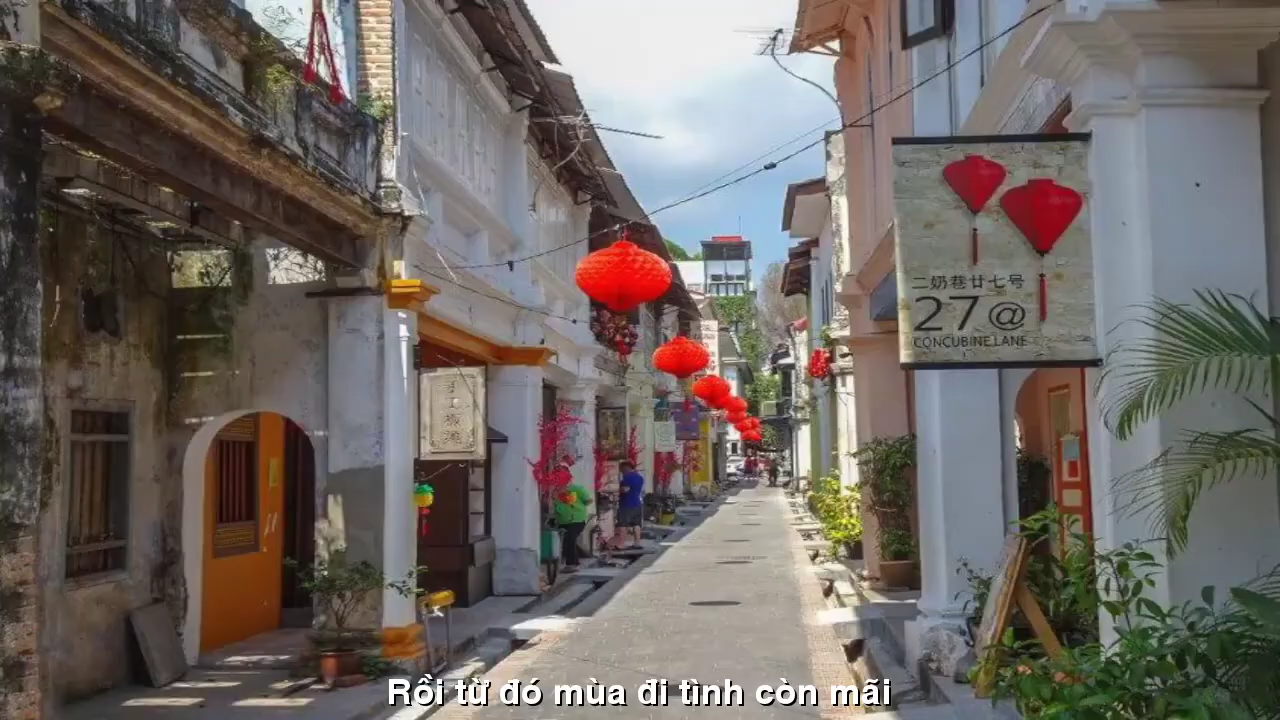 二奶巷廿七号
27@
CONCUBINE LANE
Rồi từ đó mùa đi tình còn mãi